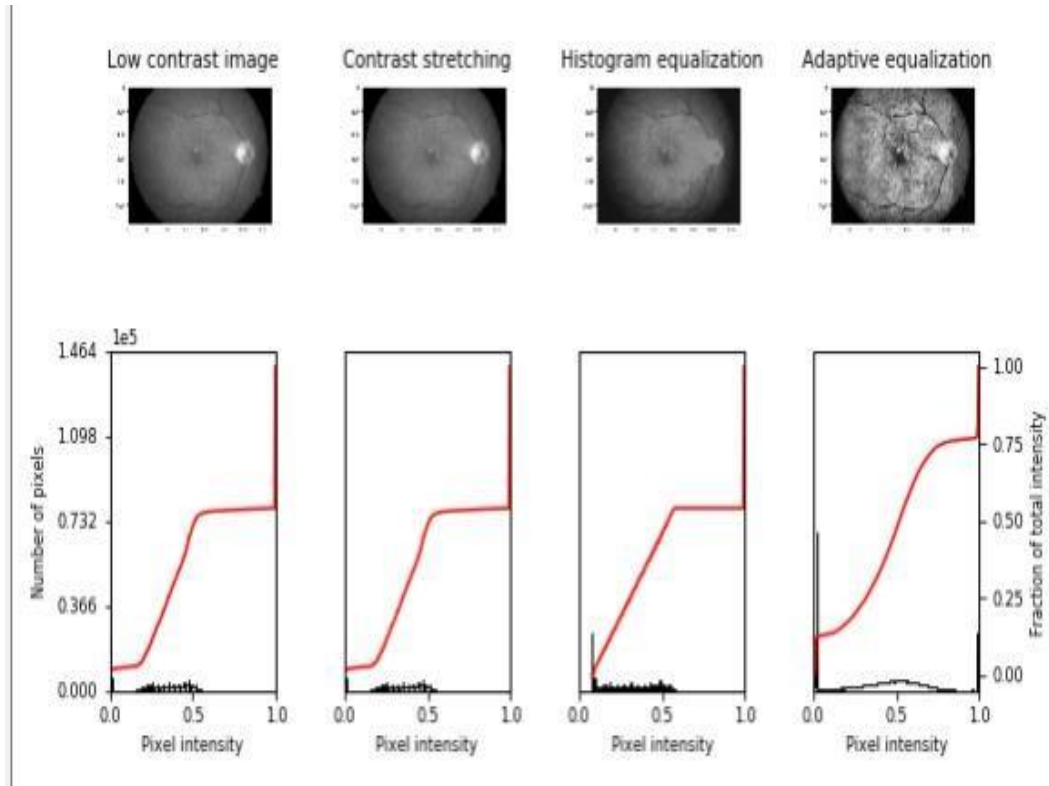 Low contrast image
Contrast stretching
Histogram equalization
Adaptive equalization
1e5
1.464
1.098
0.732
0.366
0.000
Number of pixels
0.0 0.5 1.0
Pixel intensity
0.0 0.5 1.0
Pixel intensity
0.0 0.5 1.0
Pixel intensity
0.0 0.5 1.0
Pixel intensity
1.00
0.75
0.50
0.25
0.00
Fraction of total intensity